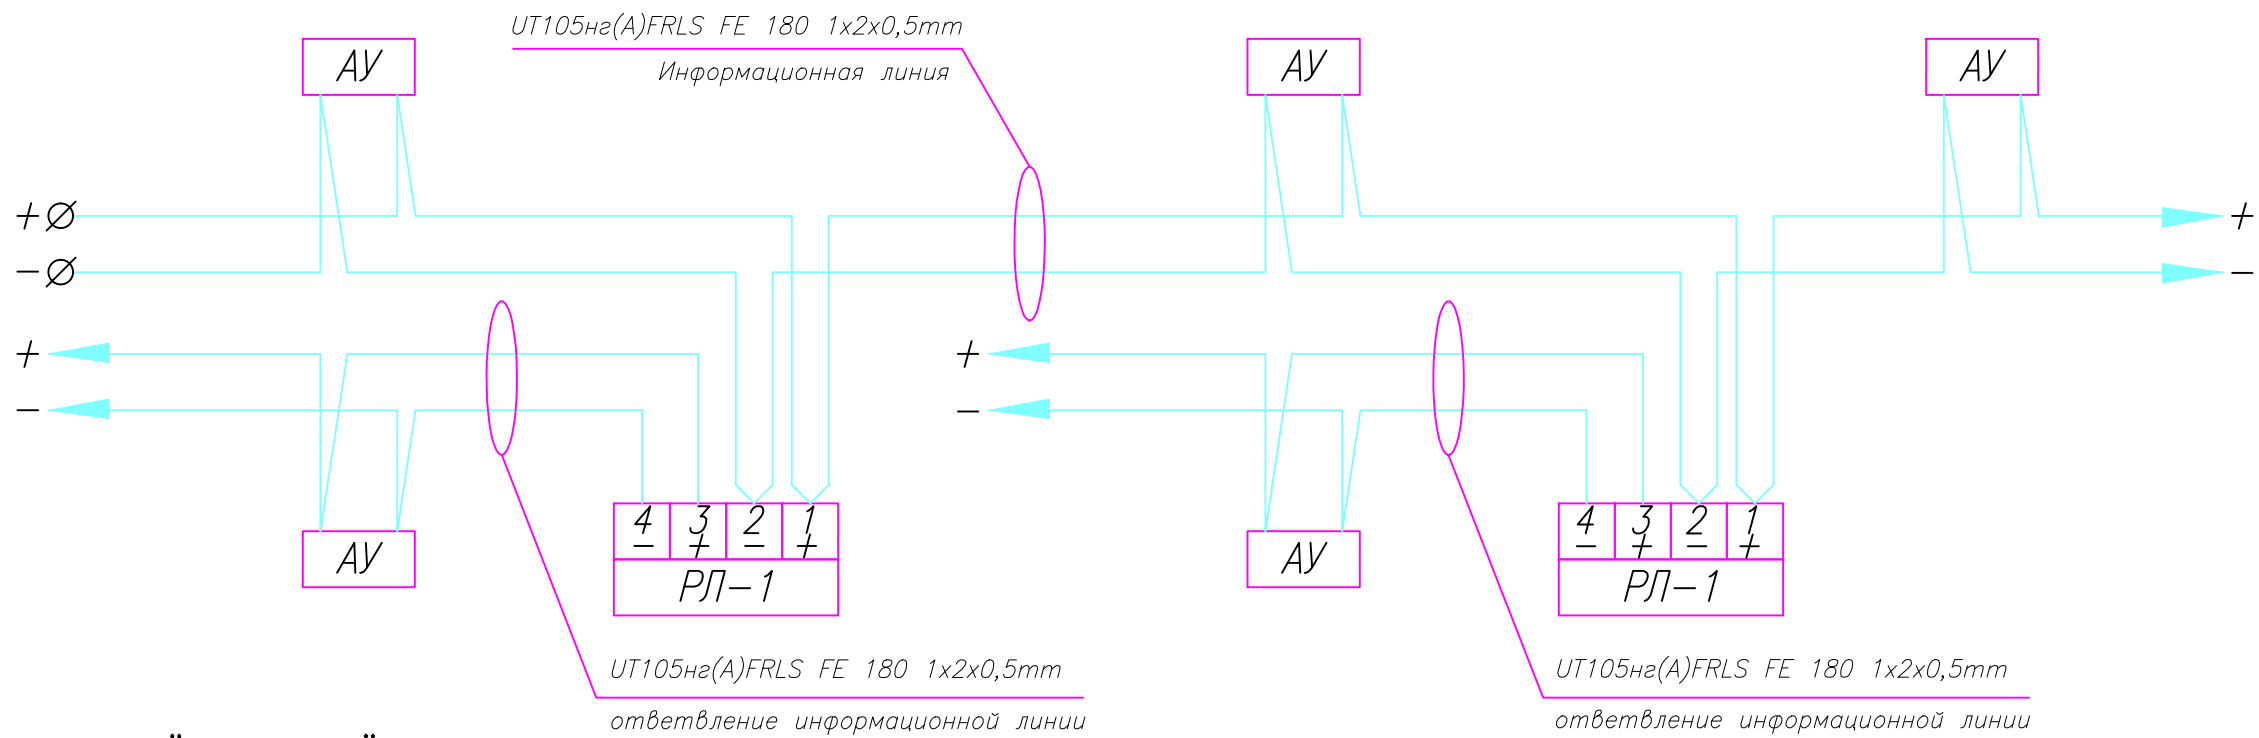 UT105нг(А)FRLS FE 180 1x2x0,5mm
Информационная линия
АУ
АУ
АУ
+
-
+
-
+
-
+
-
+
-
АУ
АУ
4 3 2 1
- + - +
РЛ-1
4 3 2 1
- + - +
РЛ-1
UT105нг(А)FRLS FE 180 1x2x0,5mm
ответвление информационной линии
UT105нг(А)FRLS FE 180 1x2x0,5mm
ответвление информационной линии